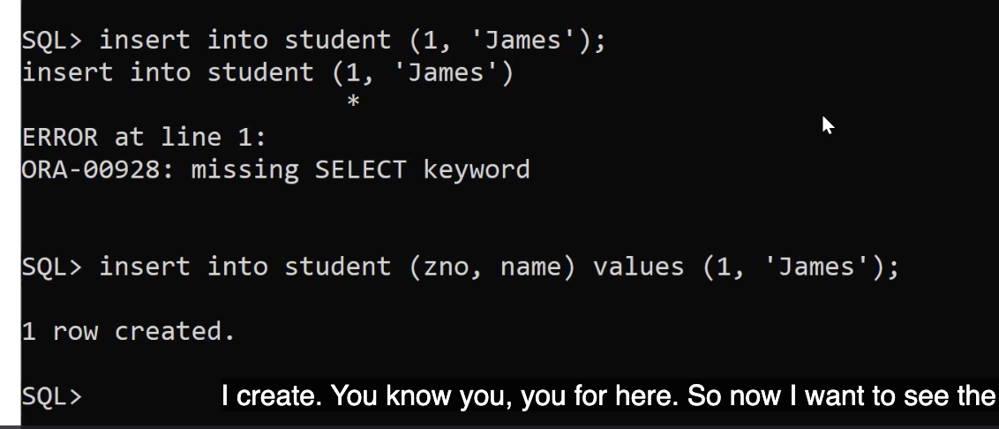 SQL> insert into student (1, 'James');
insert into student (1, 'James')
*
ERROR at line 1:
ORA-00928: missing SELECT keyword
SQL> insert into student (zno, name) values (1, 'James');
1 row created.
SQL>
I create. You know you, you for here. So now I want to see the